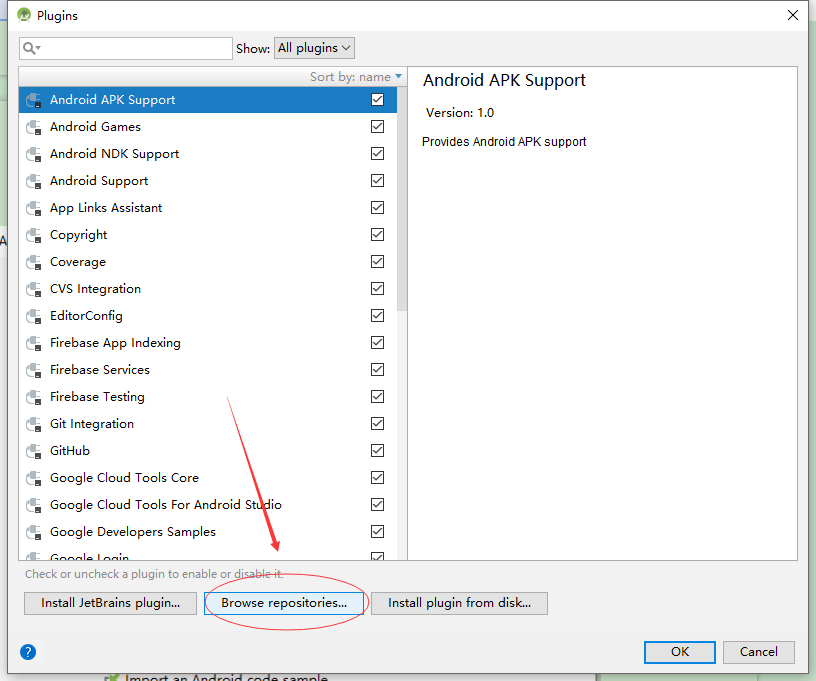 Plugins
Show: All plugins
Sort by: name
Android APK Support
Android Games
Android NDK Support
Android Support
App Links Assistant
Copyright
Coverage
CVS Integration
EditorConfig
Firebase App Indexing
Firebase Services
Firebase Testing
Git Integration
GitHub
Google Cloud Tools Core
Google Cloud Tools For Android Studio
Google Developers Samples
Google Login
Android APK Support
Version: 1.0
Provides Android APK support
Check or uncheck a plugin to enable or disable it.
Install JetBrains plugin... Browse repositories... Install plugin from disk...
? OK Cancel
Import an Android code sample
A